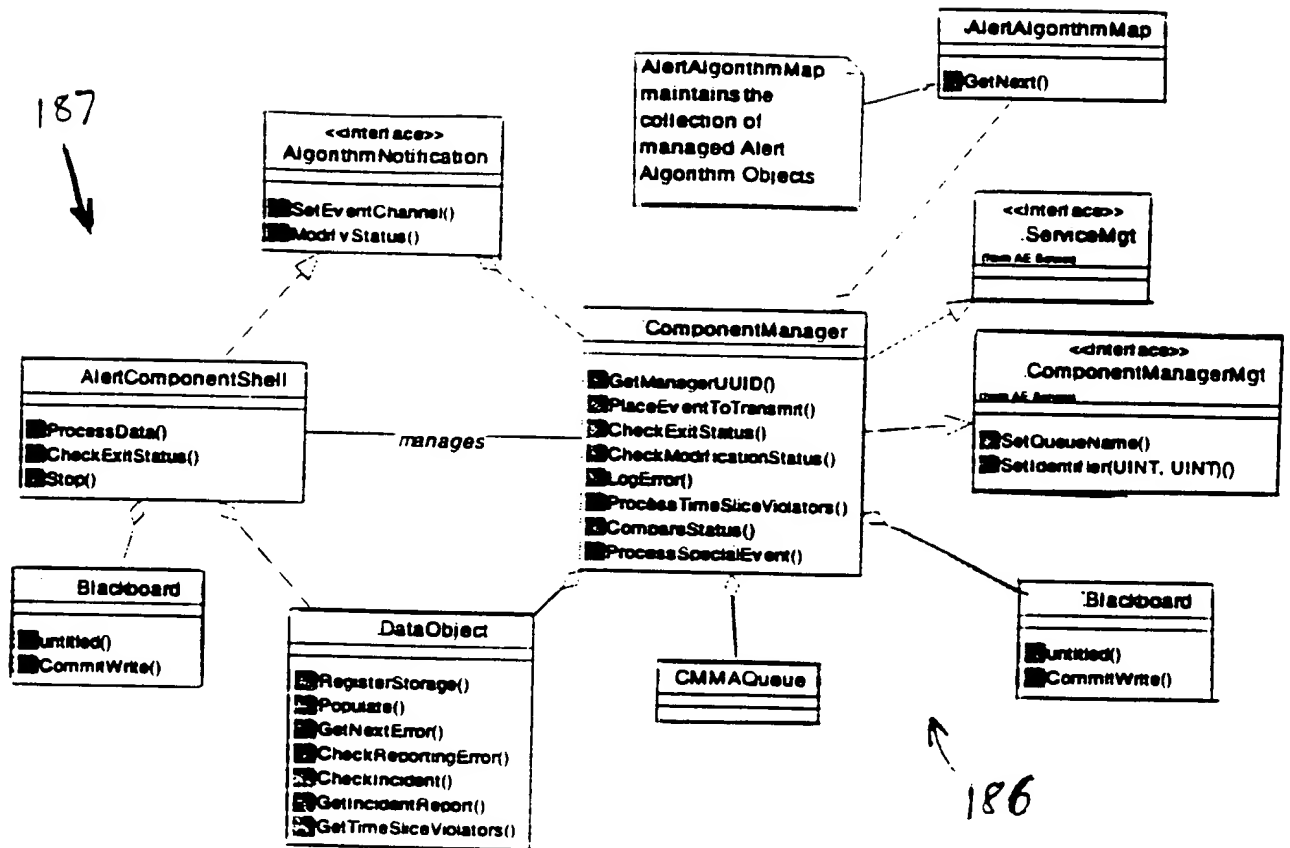 187
<<interface>>
AlgorithmNotification
SetEventChannel()
ModifyStatus()
AlertAlgorithmMap
maintains the
collection of
managed Alert
Algorithm Objects
AlertAlgorithmMap
GetNext()
<<interface>>
ServiceMgt
<<interface>>
ComponentManagerMgt
SetQueueName()
SetIdentifier(UINT, UINT)()
AlertComponentShell
ProcessData()
CheckExitStatus()
Stop()
manages
ComponentManager
GetManagerUUID()
PlaceEventToTransmit()
CheckExitStatus()
CheckModificationStatus()
LogError()
ProcessTimeSliceViolators()
CompareStatus()
ProcessSpecialEvent()
Blackboard
untitled()
CommitWrite()
DataObject
RegisterStorage()
Populate()
GetNextError()
CheckReportingError()
CheckIncident()
GetIncidentReport()
GetTimeSliceViolators()
CMMAQueue
Blackboard
untitled()
CommitWrite()
186